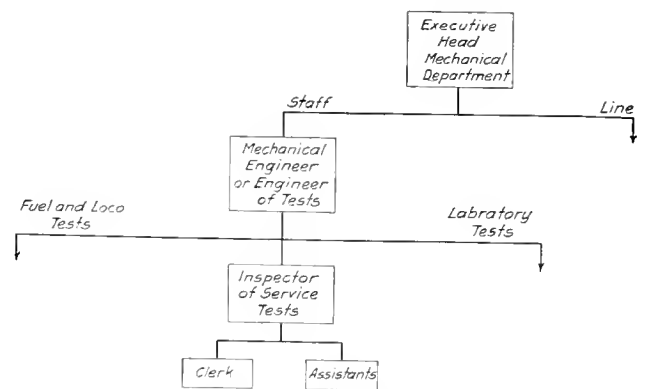 Executive
Head
Mechanical
Department
Staff
Line
Mechanical
Engineer
or Engineer
of Tests
Fuel and Loco
Tests
Labratory
Tests
Inspector
of Service
Tests
Clerk
Assistants